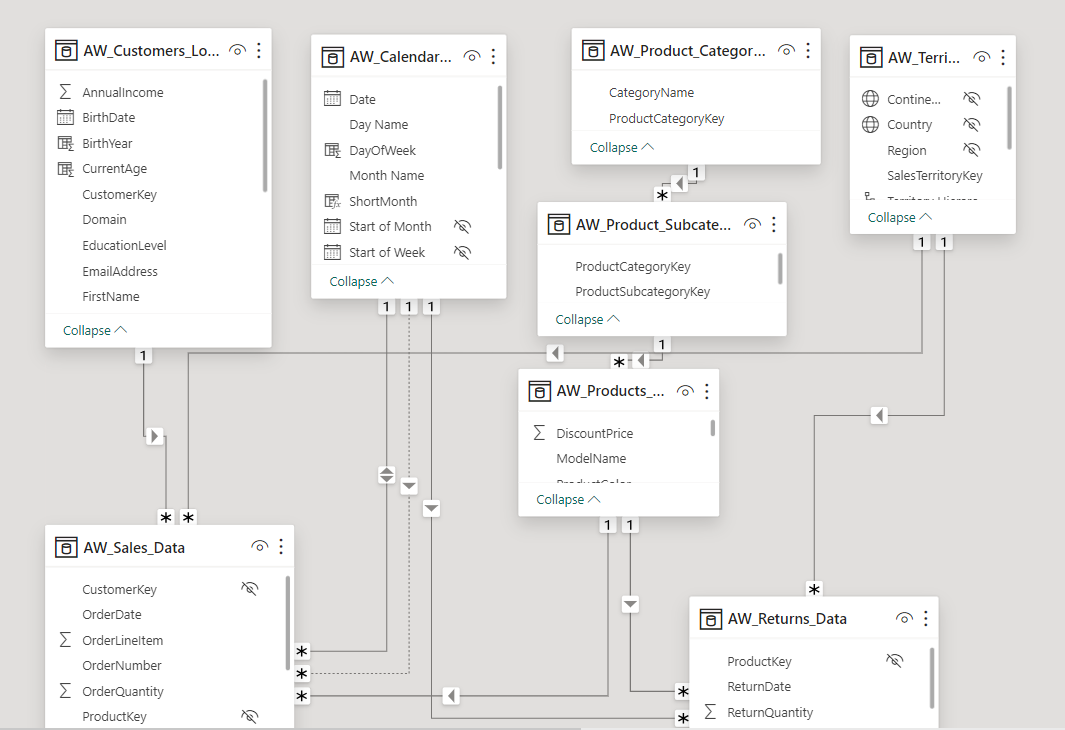 AW_Customers_Lo...
AnnualIncome
BirthDate
BirthYear
CurrentAge
CustomerKey
Domain
EducationLevel
EmailAddress
FirstName
Collapse
1
AW_Calendar...
Date
Day Name
DayOfWeek
Month Name
ShortMonth
Start of Month
Start of Week
Collapse
1 1 1
AW_Product_Categor...
CategoryName
ProductCategoryKey
Collapse
1
*
AW_Product_Subcate...
ProductCategoryKey
ProductSubcategoryKey
Collapse
1
*
AW_Terri...
Contine...
Country
Region
SalesTerritoryKey
Collapse
1 1
AW_Products_...
DiscountPrice
ModelName
ProductColor
Collapse
1 1
* *
AW_Sales_Data
CustomerKey
OrderDate
OrderLineItem
OrderNumber
OrderQuantity
ProductKey
*
*
*
*
AW_Returns_Data
ProductKey
ReturnDate
ReturnQuantity
*
*